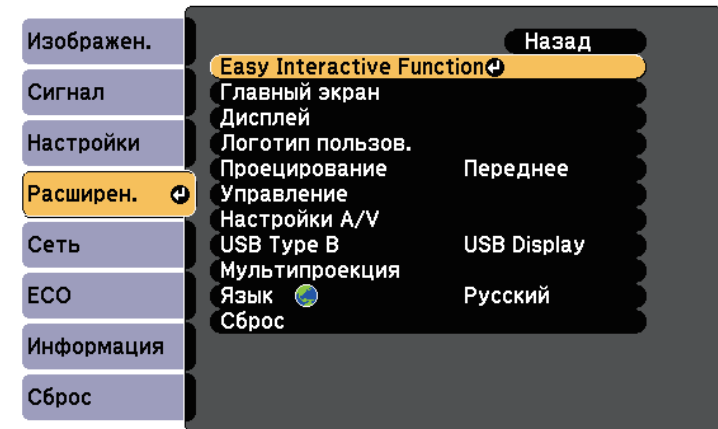 Изображен.
Сигнал
Настройки
Расширен.
Сеть
ECO
Информация
Сброс
Назад
Easy Interactive Function
Главный экран
Дисплей
Логотип пользов.
Проецирование Переднее
Управление
Настройки A/V
USB Type B USB Display
Мультипроекция
Язык Русский
Сброс